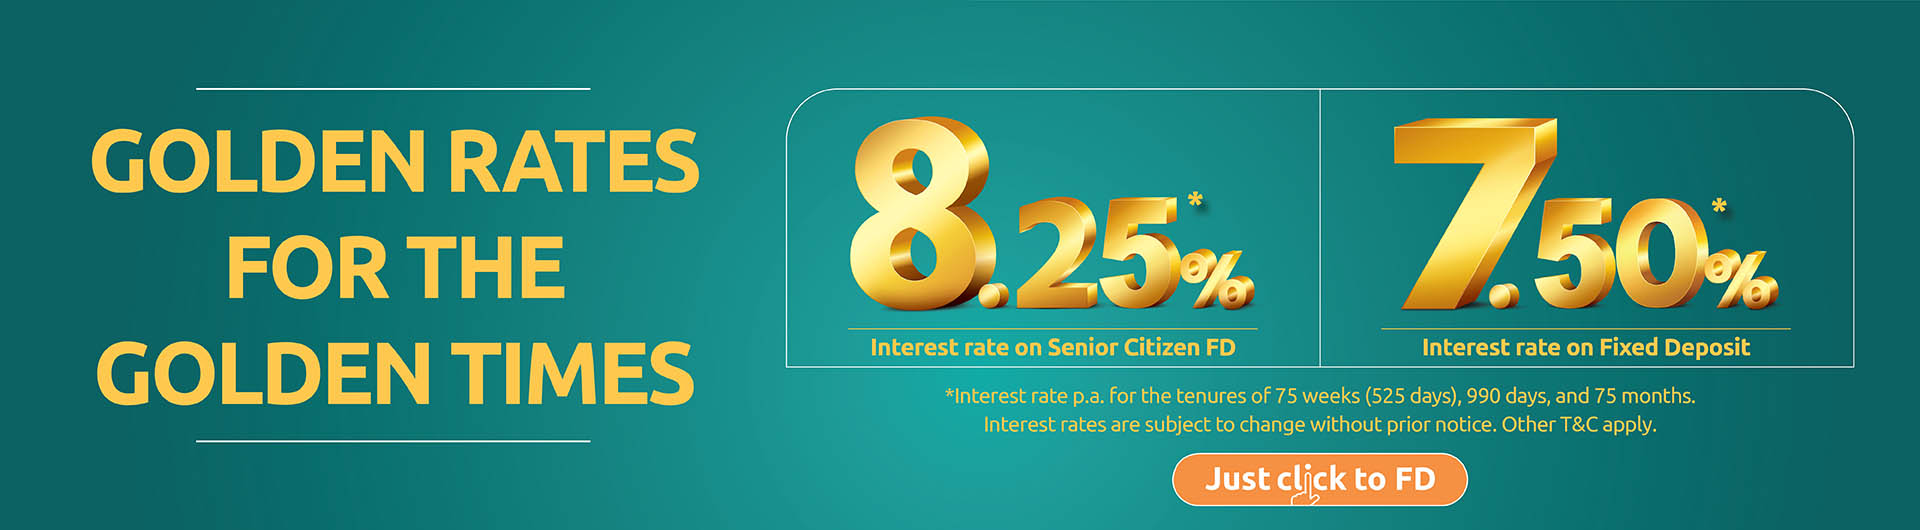 GOLDEN RATES
FOR THE
GOLDEN TIMES
8.25%*
Interest rate on Senior Citizen FD
7.50%*
Interest rate on Fixed Deposit
*Interest rate p.a. for the tenures of 75 weeks (525 days), 990 days, and 75 months.
Interest rates are subject to change without prior notice. Other T&C apply.
Just click to FD